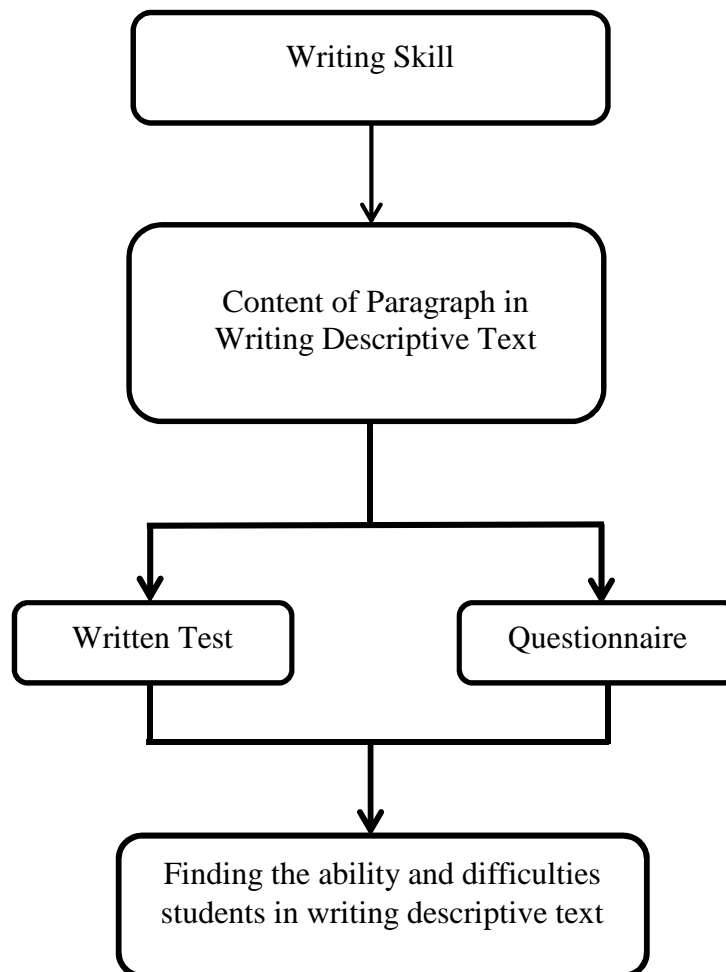 Writing Skill
Content of Paragraph in
Writing Descriptive Text
Written Test
Questionnaire
Finding the ability and difficulties
students in writing descriptive text